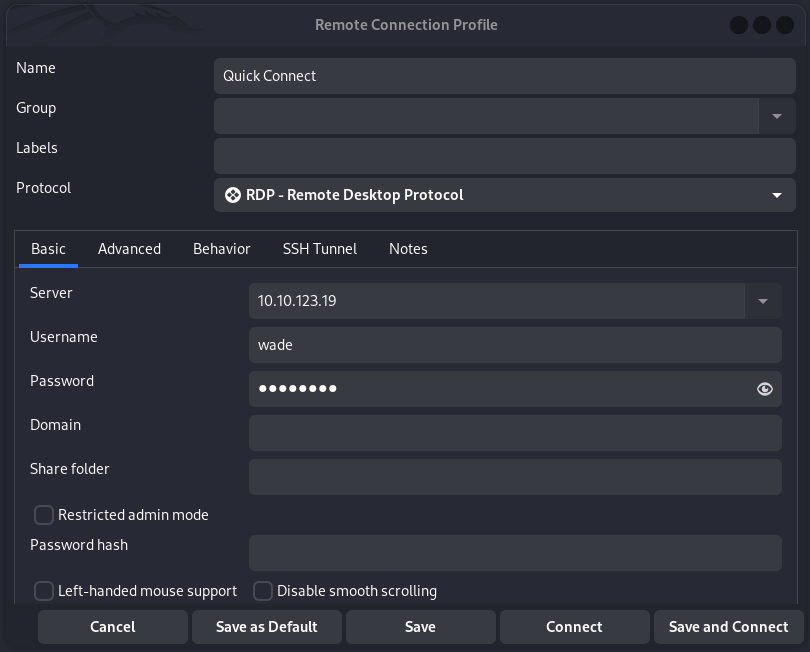 Remote Connection Profile
Name
Quick Connect
Group
Labels
Protocol
RDP - Remote Desktop Protocol
Basic Advanced Behavior SSH Tunnel Notes
Server
10.10.123.19
Username
wade
Password
●●●●●●●●
Domain
Share folder
Restricted admin mode
Password hash
Left-handed mouse support Disable smooth scrolling
Cancel Save as Default Save Connect Save and Connect